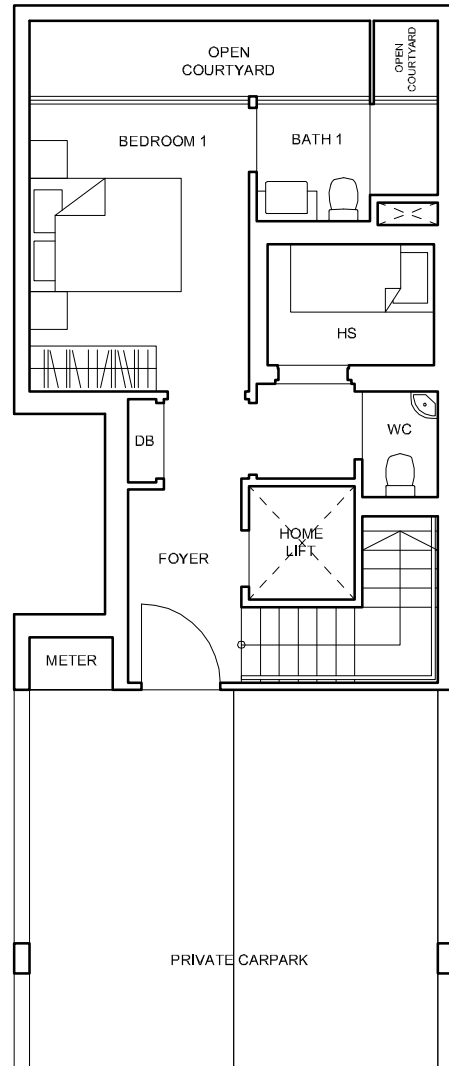 OPEN
COURTYARD
OPEN
COURTYARD
BEDROOM 1
BATH 1
HS
WC
DB
HOME
LIFT
FOYER
METER
PRIVATE CARPARK